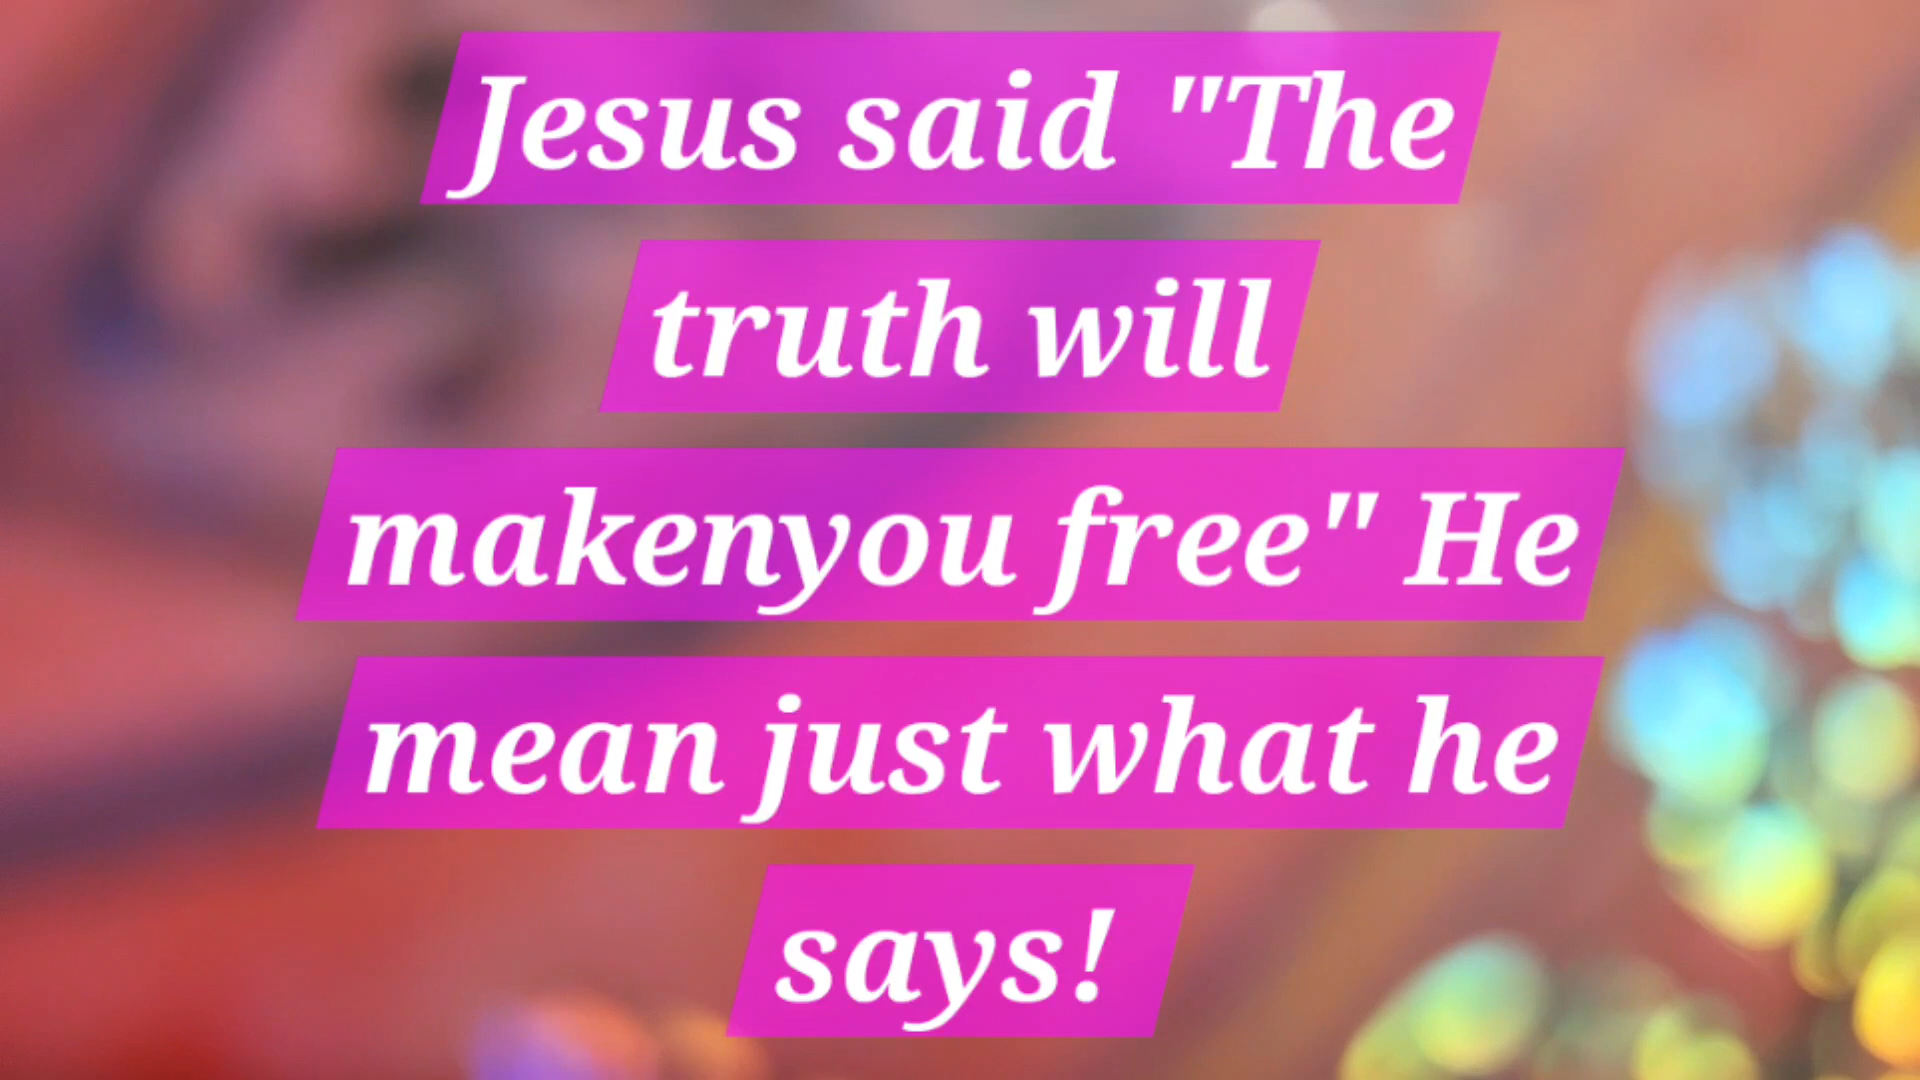 Jesus said "The
truth will
makenyou free" He
mean just what he
says!